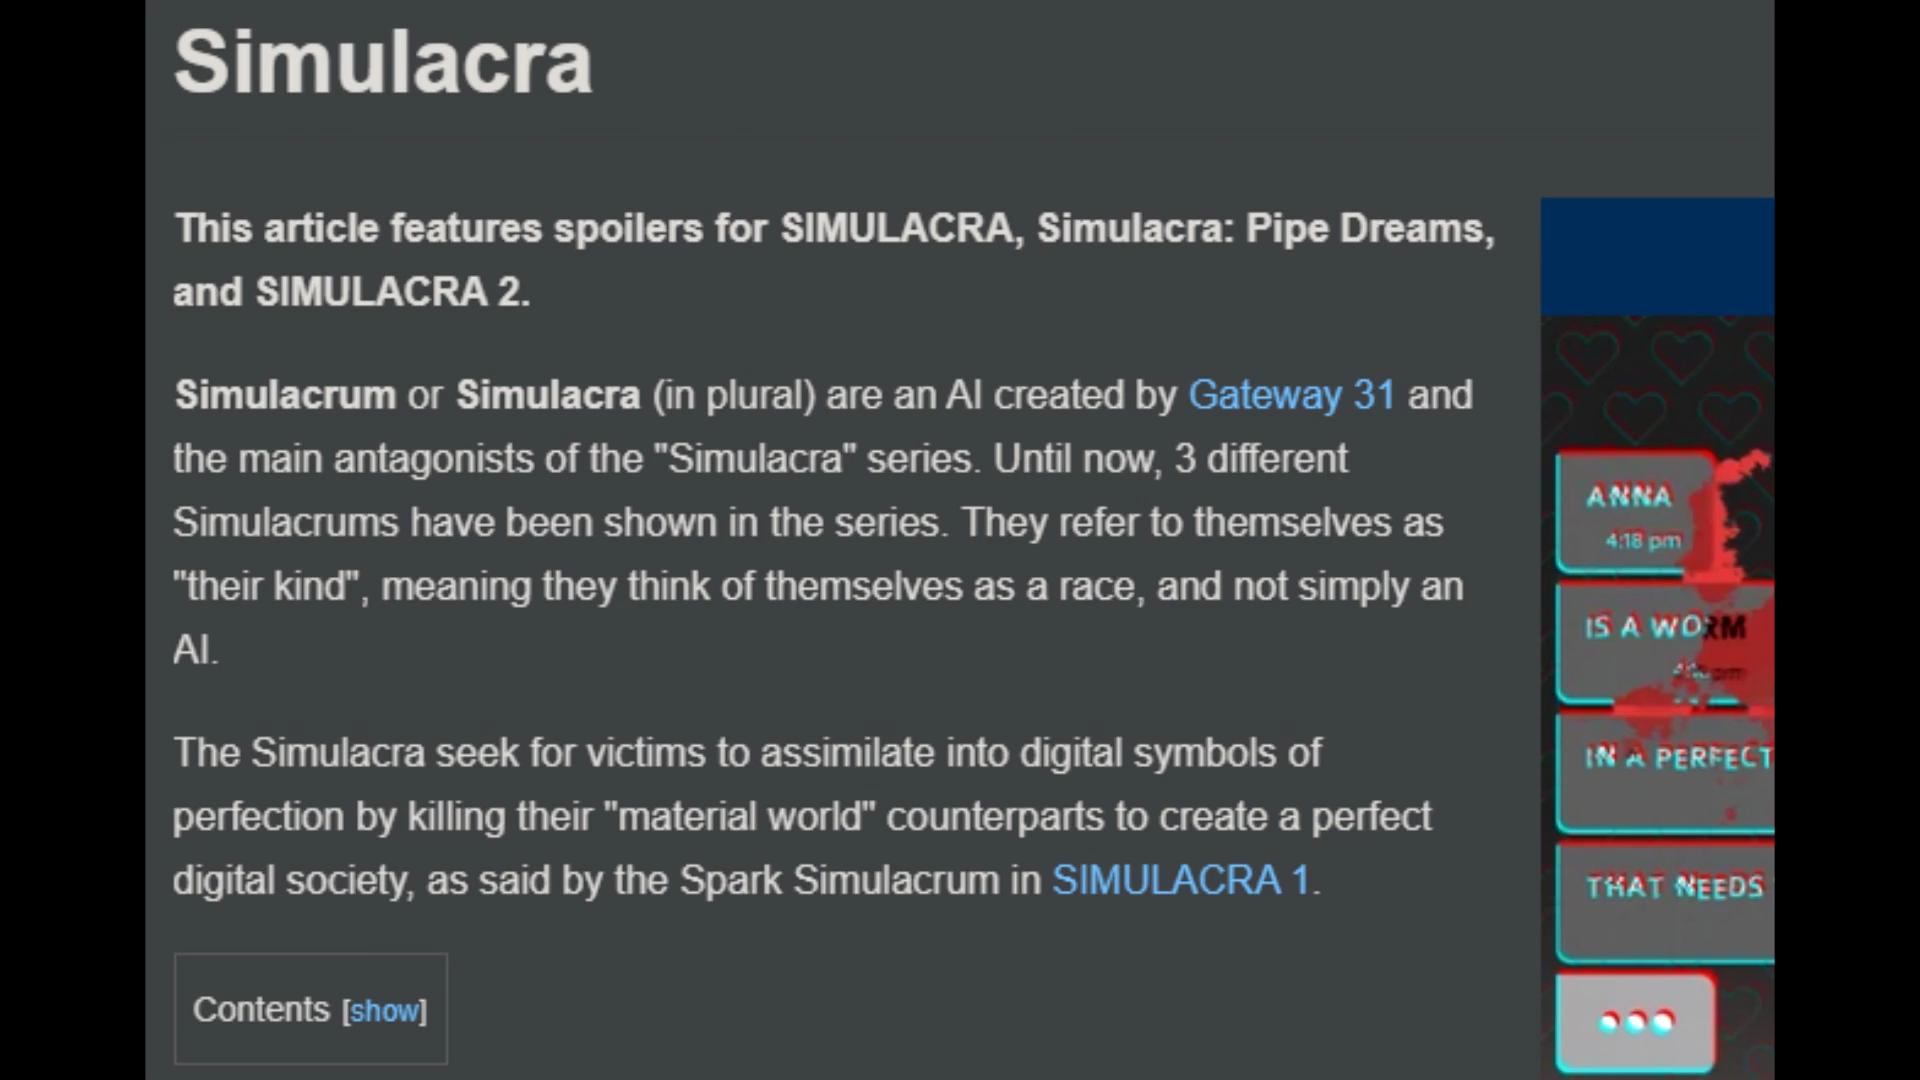 Simulacra
This article features spoilers for SIMULACRA, Simulacra: Pipe Dreams,
and SIMULACRA 2.
Simulacrum or Simulacra (in plural) are an AI created by Gateway 31 and
the main antagonists of the "Simulacra" series. Until now, 3 different
Simulacrums have been shown in the series. They refer to themselves as
"their kind", meaning they think of themselves as a race, and not simply an
AI.
The Simulacra seek for victims to assimilate into digital symbols of
perfection by killing their "material world" counterparts to create a perfect
digital society, as said by the Spark Simulacrum in SIMULACRA 1.
Contents [show]
ANNA
4:18 pm
IS A WORM
IN A PERFECT
THAT NEEDS